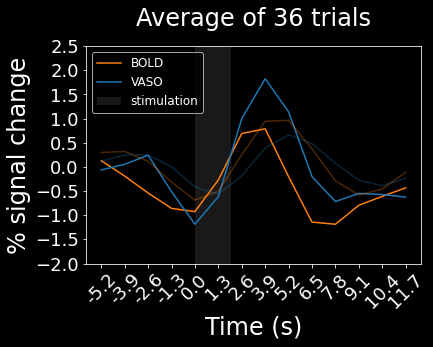 Average of 36 trials
BOLD
VASO
stimulation
% signal change
2.5
2.0
1.5
1.0
0.5
0.0
−0.5
−1.0
−1.5
−2.0
-5.2 -3.9 -2.6 -1.3 0.0 1.3 2.6 3.9 5.2 6.5 7.8 9.1 10.4 11.7
Time (s)